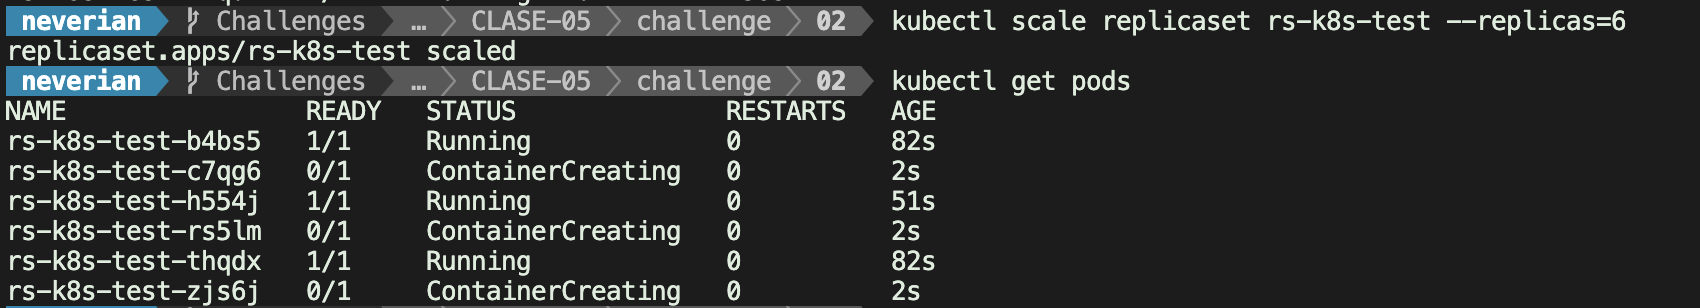 neverian Challenges … CLASE-05 challenge 02 kubectl scale replicaset rs-k8s-test --replicas=6
replicaset.apps/rs-k8s-test scaled
neverian Challenges … CLASE-05 challenge 02 kubectl get pods
NAME READY STATUS RESTARTS AGE
rs-k8s-test-b4bs5 1/1 Running 0 82s
rs-k8s-test-c7qg6 0/1 ContainerCreating 0 2s
rs-k8s-test-h554j 1/1 Running 0 51s
rs-k8s-test-rs5lm 0/1 ContainerCreating 0 2s
rs-k8s-test-thqdx 1/1 Running 0 82s
rs-k8s-test-zjs6j 0/1 ContainerCreating 0 2s